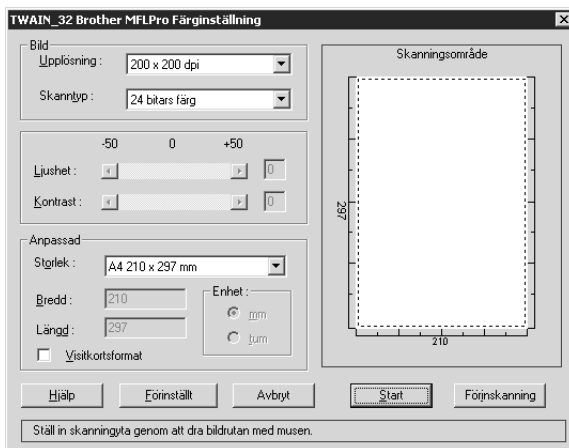 TWAIN_32 Brother MFLPro Färginställning
Bild
Upplösning :
200 x 200 dpi
Skanntyp :
24 bitars färg
-50 0 +50
Ljushet :
0
Kontrast :
0
Anpassad
Storlek :
A4 210 x 297 mm
Bredd :
210
Längd :
297
Enhet :
mm
tum
Visitkortsformat
Skanningsområde
297
210
Hjälp
Förinställt
Avbryt
Start
Förjnskanning
Ställ in skanningyta genom att dra bildrutan med musen.